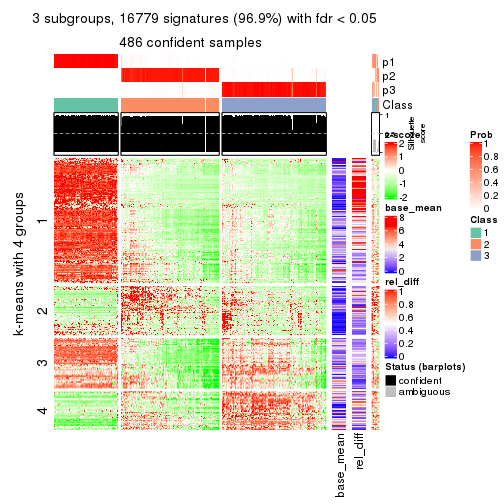 3 subgroups, 16779 signatures (96.9%) with fdr < 0.05
486 confident samples
p1
p2
p3
Class
1
Silhouette
score
z-score
2
1
0
-1
-2
Prob
1
0.8
0.6
0.4
0.2
0
base_mean
8
6
4
2
0
Class
1
2
3
rel_diff
1
0.8
0.6
0.4
0.2
0
Status (barplots)
confident
ambiguous
k-means with 4 groups
1
2
3
4
base_mean
rel_diff